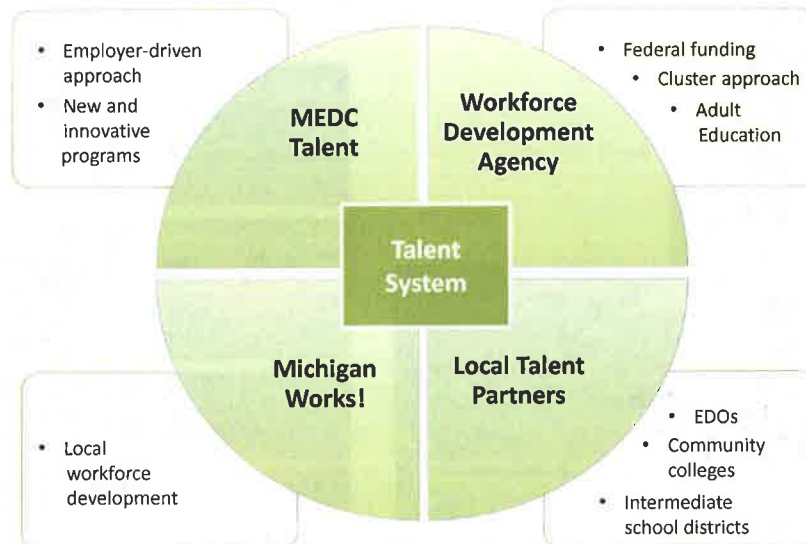 • Employer-driven
approach
• New and
innovative
programs
MEDC
Talent
Workforce
Development
Agency
• Federal funding
• Cluster approach
• Adult
Education
Talent
System
Michigan
Works!
Local Talent
Partners
• Local
workforce
development
• EDOs
• Community
colleges
• Intermediate
school districts